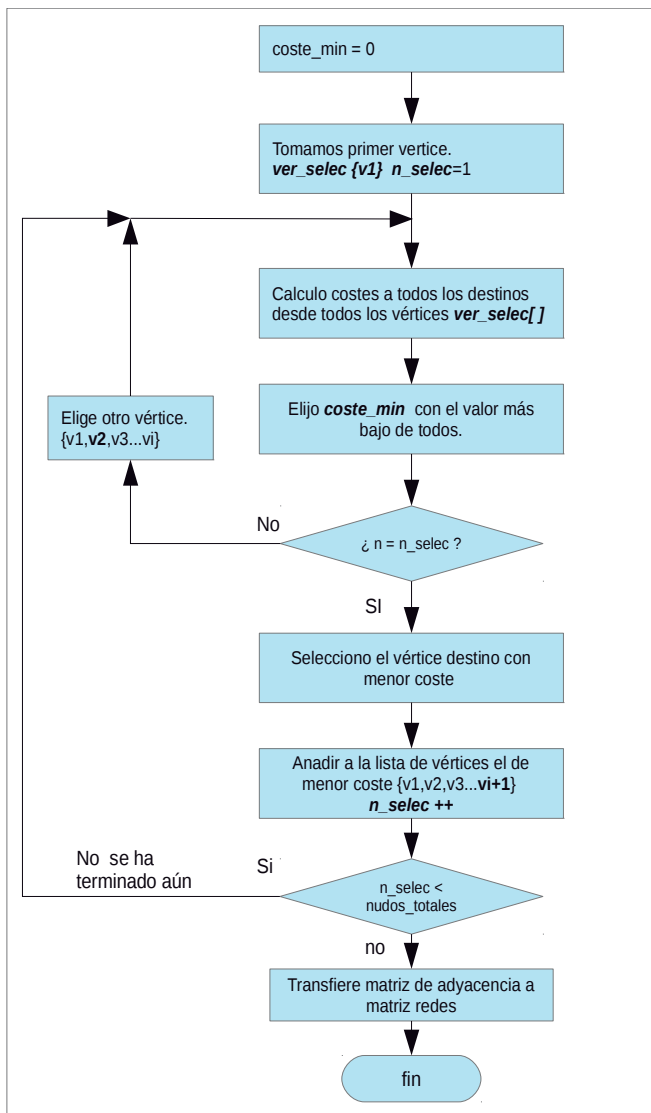 coste_min = 0
Tomamos primer vertice.
ver_selec {v1} n_selec=1
Calculo costes a todos los destinos
desde todos los vértices ver_selec[ ]
Elijo coste_min con el valor más
bajo de todos.
Elige otro vértice.
{v1,v2,v3...vi}
No
¿ n = n_selec ?
SI
Selecciono el vértice destino con
menor coste
Anadir a la lista de vértices el de
menor coste {v1,v2,v3...vi+1}
n_selec ++
No se ha
terminado aún
Si
n_selec <
nudos_totales
no
Transfiere matriz de adyacencia a
matriz redes
fin